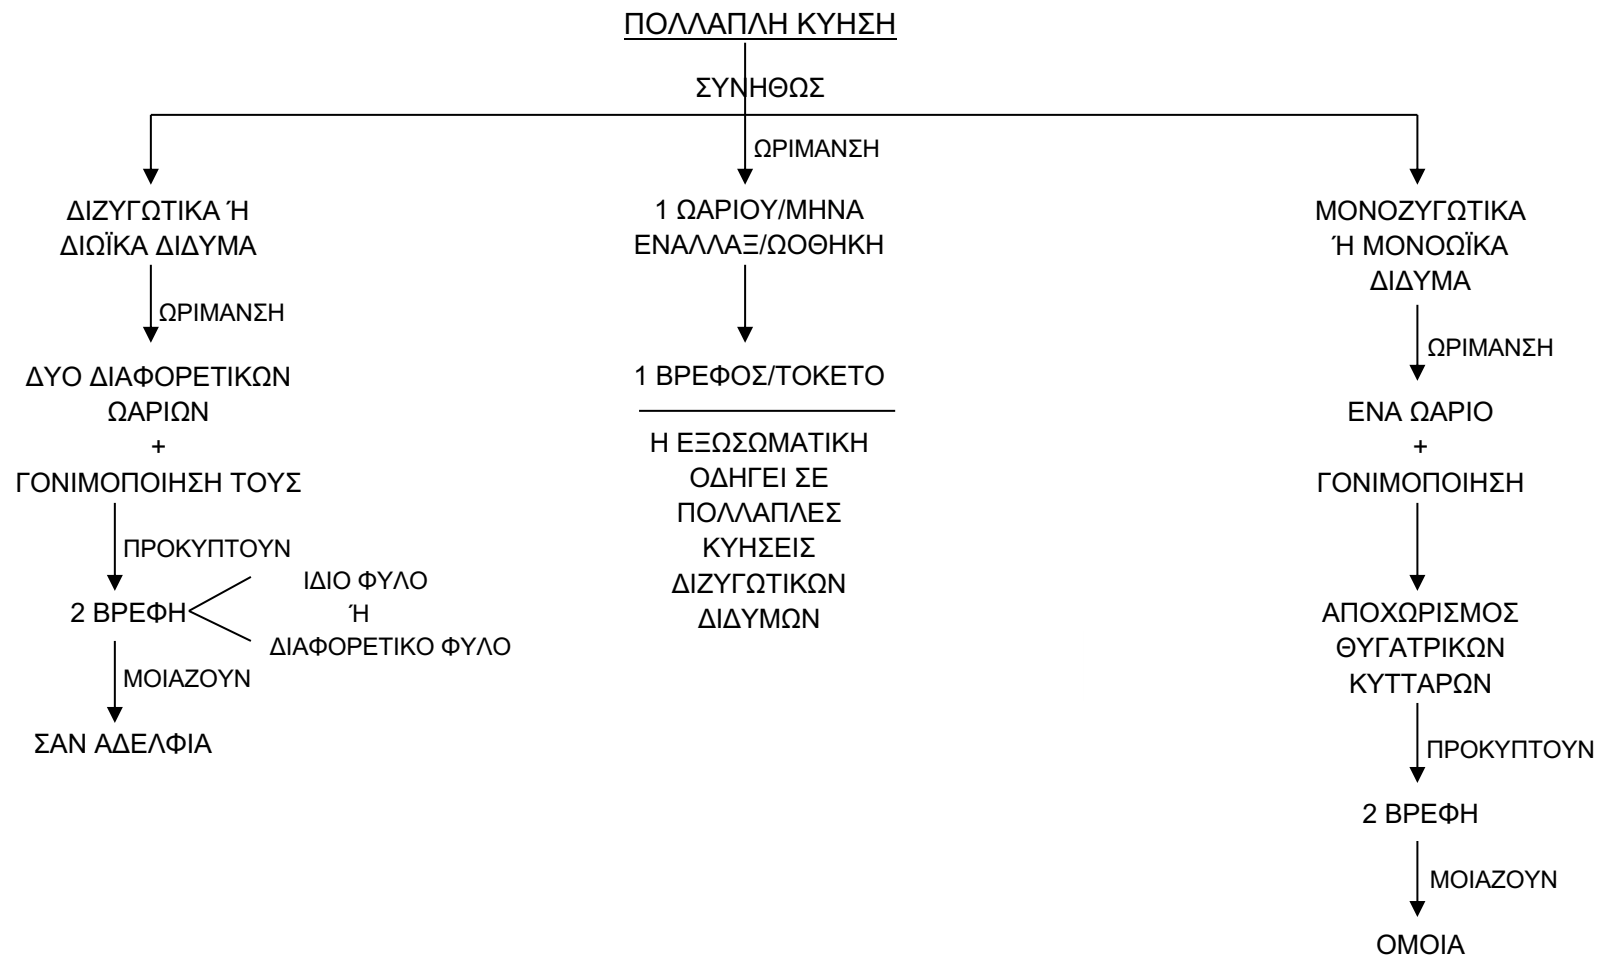 ΠΟΛΛΑΠΛΗ ΚΥΗΣΗ
ΣΥΝΗΘΩΣ
ΔΙΖΥΓΩΤΙΚΑ Ή
ΔΙΩΪΚΑ ΔΙΔΥΜΑ
ΩΡΙΜΑΝΣΗ
ΔΥΟ ΔΙΑΦΟΡΕΤΙΚΩΝ
ΩΑΡΙΩΝ
+
ΓΟΝΙΜΟΠΟΙΗΣΗ ΤΟΥΣ
ΠΡΟΚΥΠΤΟΥΝ
2 ΒΡΕΦΗ
ΙΔΙΟ ΦΥΛΟ
Ή
ΔΙΑΦΟΡΕΤΙΚΟ ΦΥΛΟ
ΜΟΙΑΖΟΥΝ
ΣΑΝ ΑΔΕΛΦΙΑ
ΩΡΙΜΑΝΣΗ
1 ΩΑΡΙΟΥ/ΜΗΝΑ
ΕΝΑΛΛΑΞ/ΩΟΘΗΚΗ
1 ΒΡΕΦΟΣ/ΤΟΚΕΤΟ
Η ΕΞΩΣΩΜΑΤΙΚΗ
ΟΔΗΓΕΙ ΣΕ
ΠΟΛΛΑΠΛΕΣ
ΚΥΗΣΕΙΣ
ΔΙΖΥΓΩΤΙΚΩΝ
ΔΙΔΥΜΩΝ
ΜΟΝΟΖΥΓΩΤΙΚΑ
Ή ΜΟΝΟΩΪΚΑ
ΔΙΔΥΜΑ
ΩΡΙΜΑΝΣΗ
ΕΝΑ ΩΑΡΙΟ
+
ΓΟΝΙΜΟΠΟΙΗΣΗ
ΑΠΟΧΩΡΙΣΜΟΣ
ΘΥΓΑΤΡΙΚΩΝ
ΚΥΤΤΑΡΩΝ
ΠΡΟΚΥΠΤΟΥΝ
2 ΒΡΕΦΗ
ΜΟΙΑΖΟΥΝ
ΟΜΟΙΑ